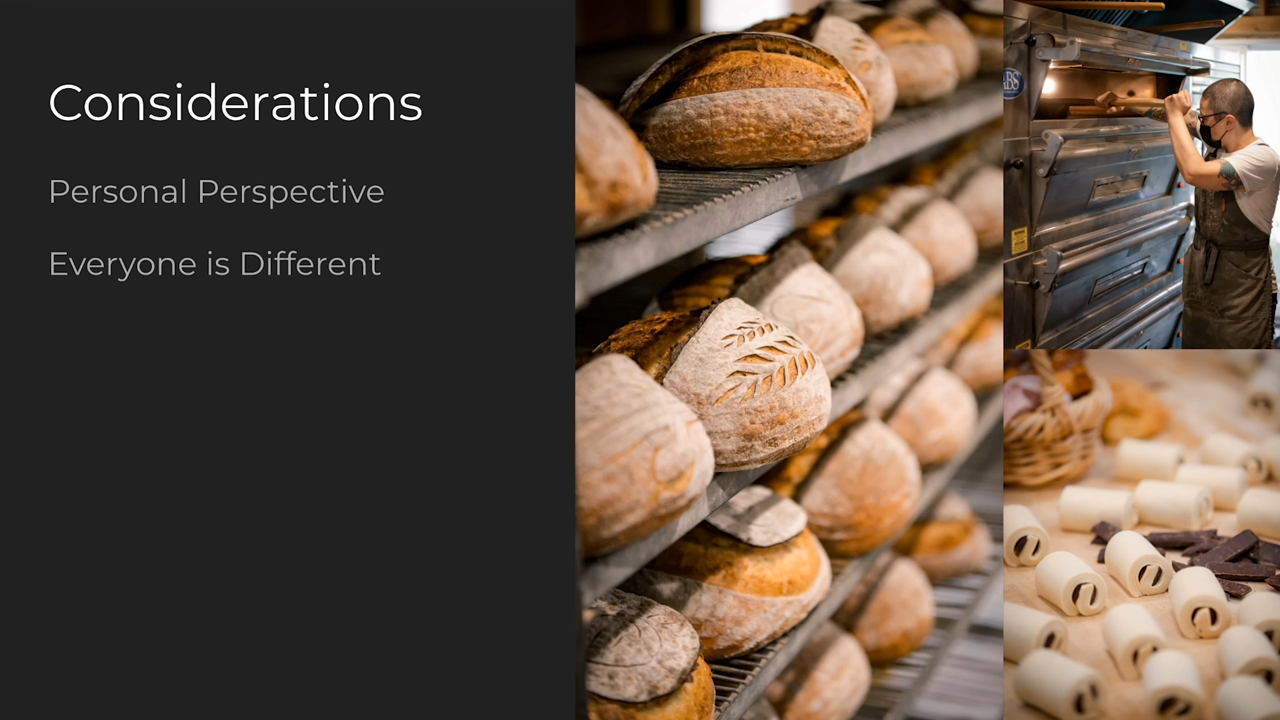 Considerations
Personal Perspective
Everyone is Different